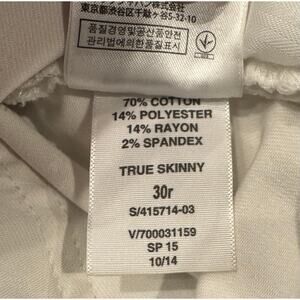 東京都渋谷区千駄ヶ谷5-32-10
품질경영및공산품안전
관리법에의한품질표시
70% COTTON
14% POLYESTER
14% RAYON
2% SPANDEX
TRUE SKINNY
30r
S/415714-03
V/700031159
SP 15
10/14